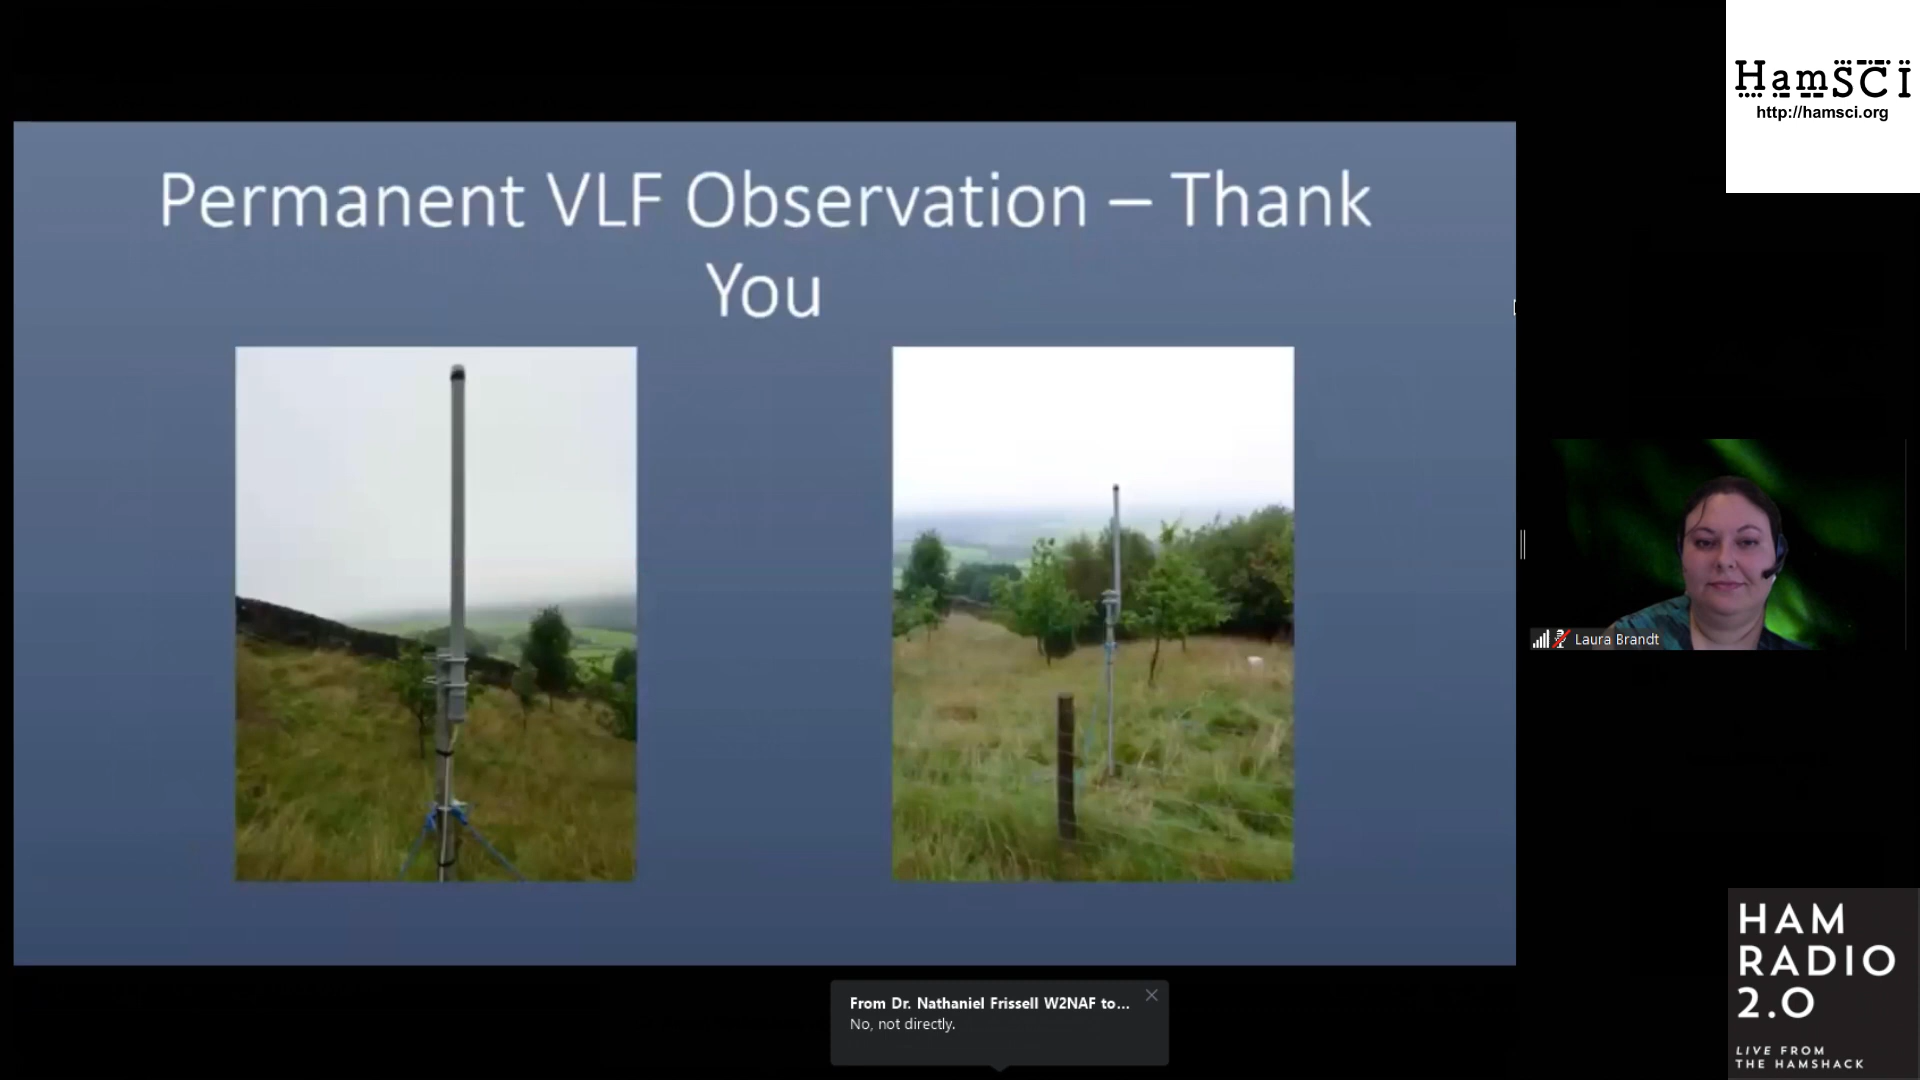 HamSCI
http://hamsci.org
Permanent VLF Observation – Thank
You
Laura Brandt
From Dr. Nathaniel Frissell W2NAF to...
No, not directly.
HAM
RADIO
2.0
LIVE FROM
THE HAMSHACK